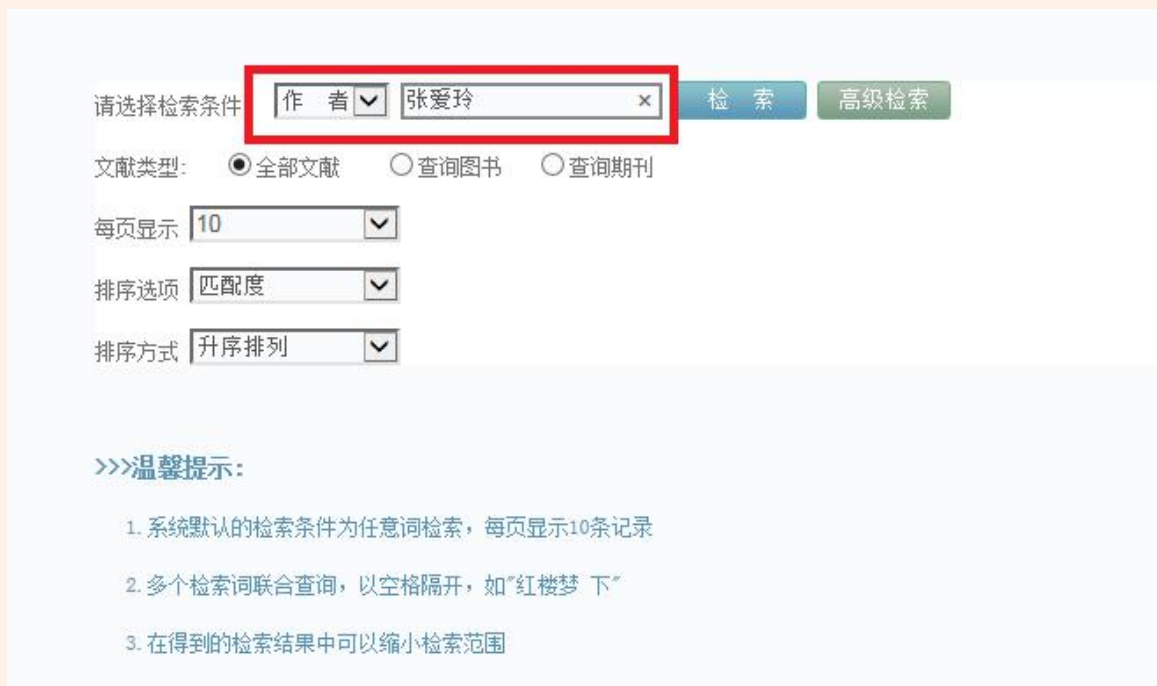 请选择检索条件 作 者 张爱玲 × 检 索 高级检索
文献类型: 全部文献 查询图书 查询期刊
每页显示 10
排序选项 匹配度
排序方式 升序排列
>>>温馨提示:
1. 系统默认的检索条件为任意词检索，每页显示10条记录
2. 多个检索词联合查询，以空格隔开，如"红楼梦 下"
3. 在得到的检索结果中可以缩小检索范围